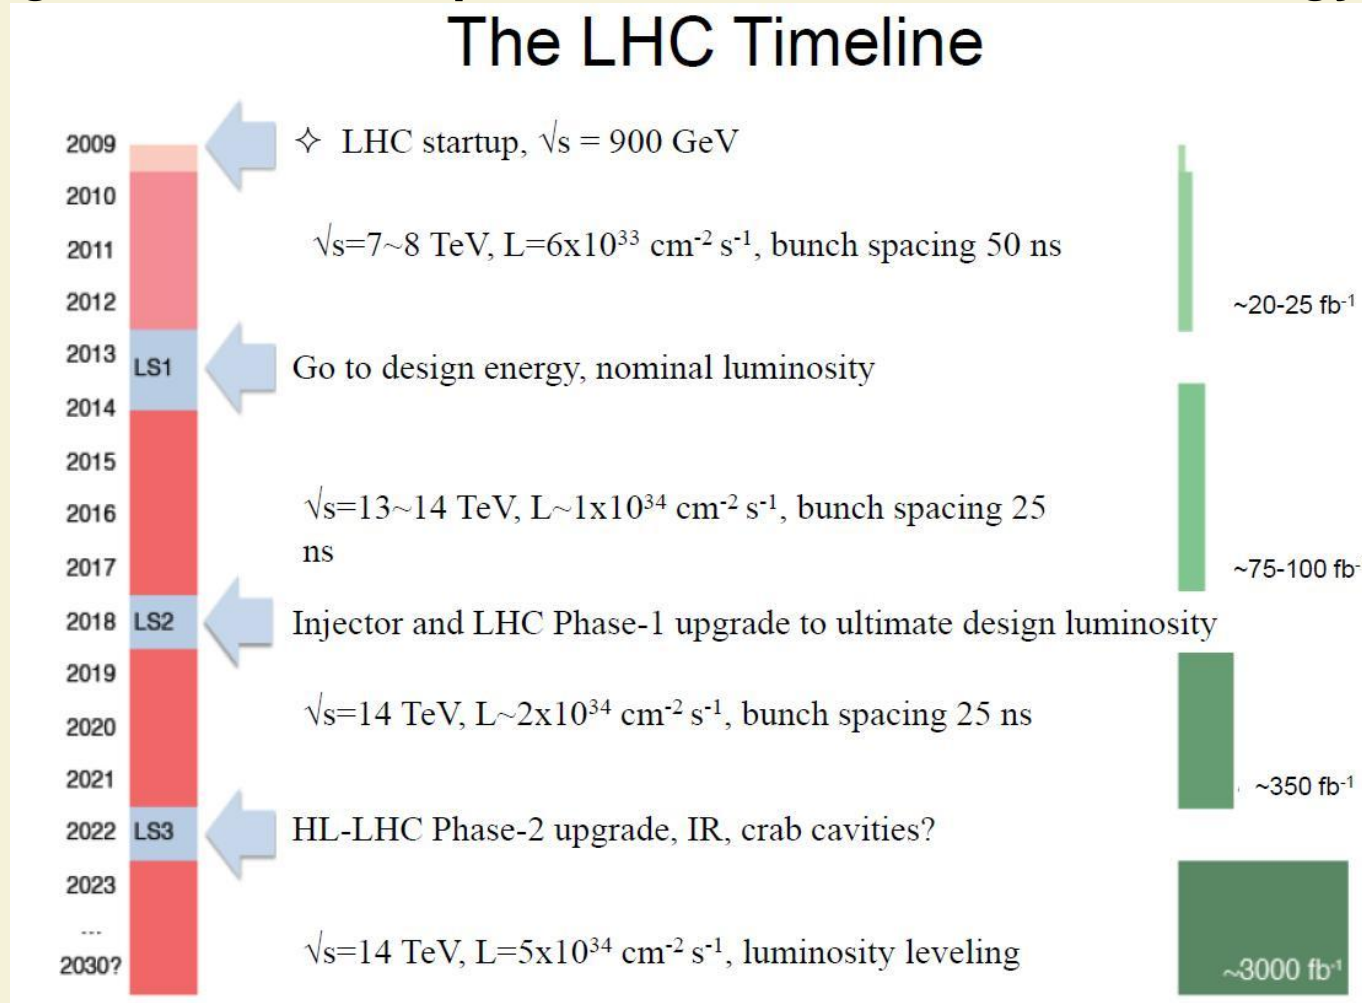 The LHC Timeline
2009
✧ LHC startup, √s = 900 GeV
2010
√s=7~8 TeV, L=6x10³³ cm⁻² s⁻¹, bunch spacing 50 ns
2011
2012
~20-25 fb⁻¹
2013 LS1
Go to design energy, nominal luminosity
2014
2015
√s=13~14 TeV, L~1x10³⁴ cm⁻² s⁻¹, bunch spacing 25
ns
2016
2017
~75-100 fb⁻
2018 LS2
Injector and LHC Phase-1 upgrade to ultimate design luminosity
2019
√s=14 TeV, L~2x10³⁴ cm⁻² s⁻¹, bunch spacing 25 ns
2020
2021
~350 fb⁻¹
2022 LS3
HL-LHC Phase-2 upgrade, IR, crab cavities?
2023
...
√s=14 TeV, L=5x10³⁴ cm⁻² s⁻¹, luminosity leveling
2030?
~3000 fb⁻¹